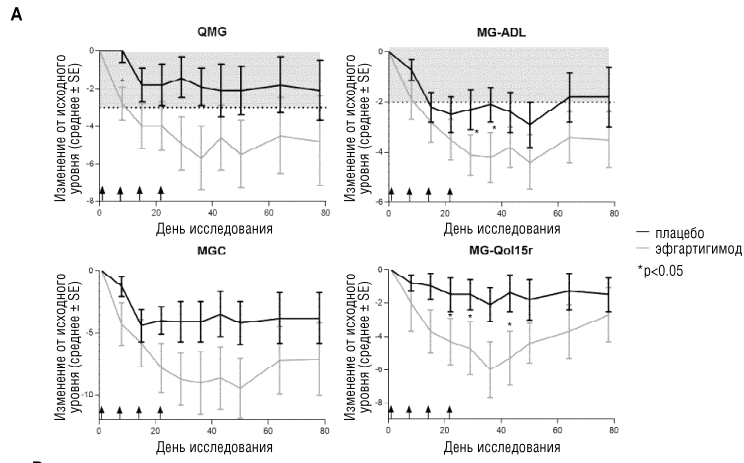 A
QMG
MG-ADL
Изменение от исходного
уровня (среднее ± SE)
0
-2
-4
-6
-8
*
0 20 40 60 80
День исследования
Изменение от исходного
уровня (среднее ± SE)
0
-2
-4
-6
* *
0 20 40 60 80
День исследования
MGC
MG-Qol15r
Изменение от исходного
уровня (среднее ± SE)
0
-5
-10
0 20 40 60 80
День исследования
Изменение от исходного
уровня (среднее ± SE)
0
-2
-4
-6
-8
* * *
0 20 40 60 80
День исследования
плацебо
эфгартигимод
*p<0.05